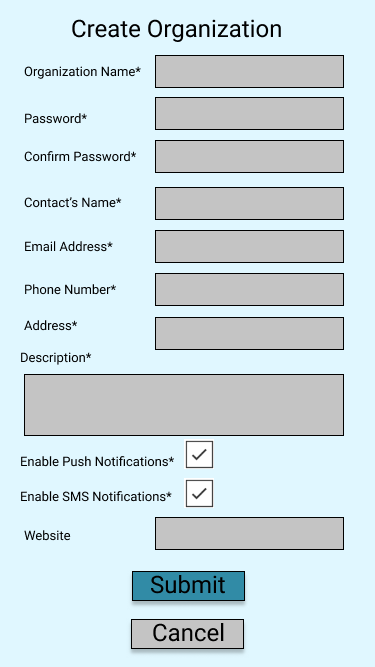 Create Organization
Organization Name*
Password*
Confirm Password*
Contact's Name*
Email Address*
Phone Number*
Address*
Description*
Enable Push Notifications*
Enable SMS Notifications*
Website
Submit
Cancel